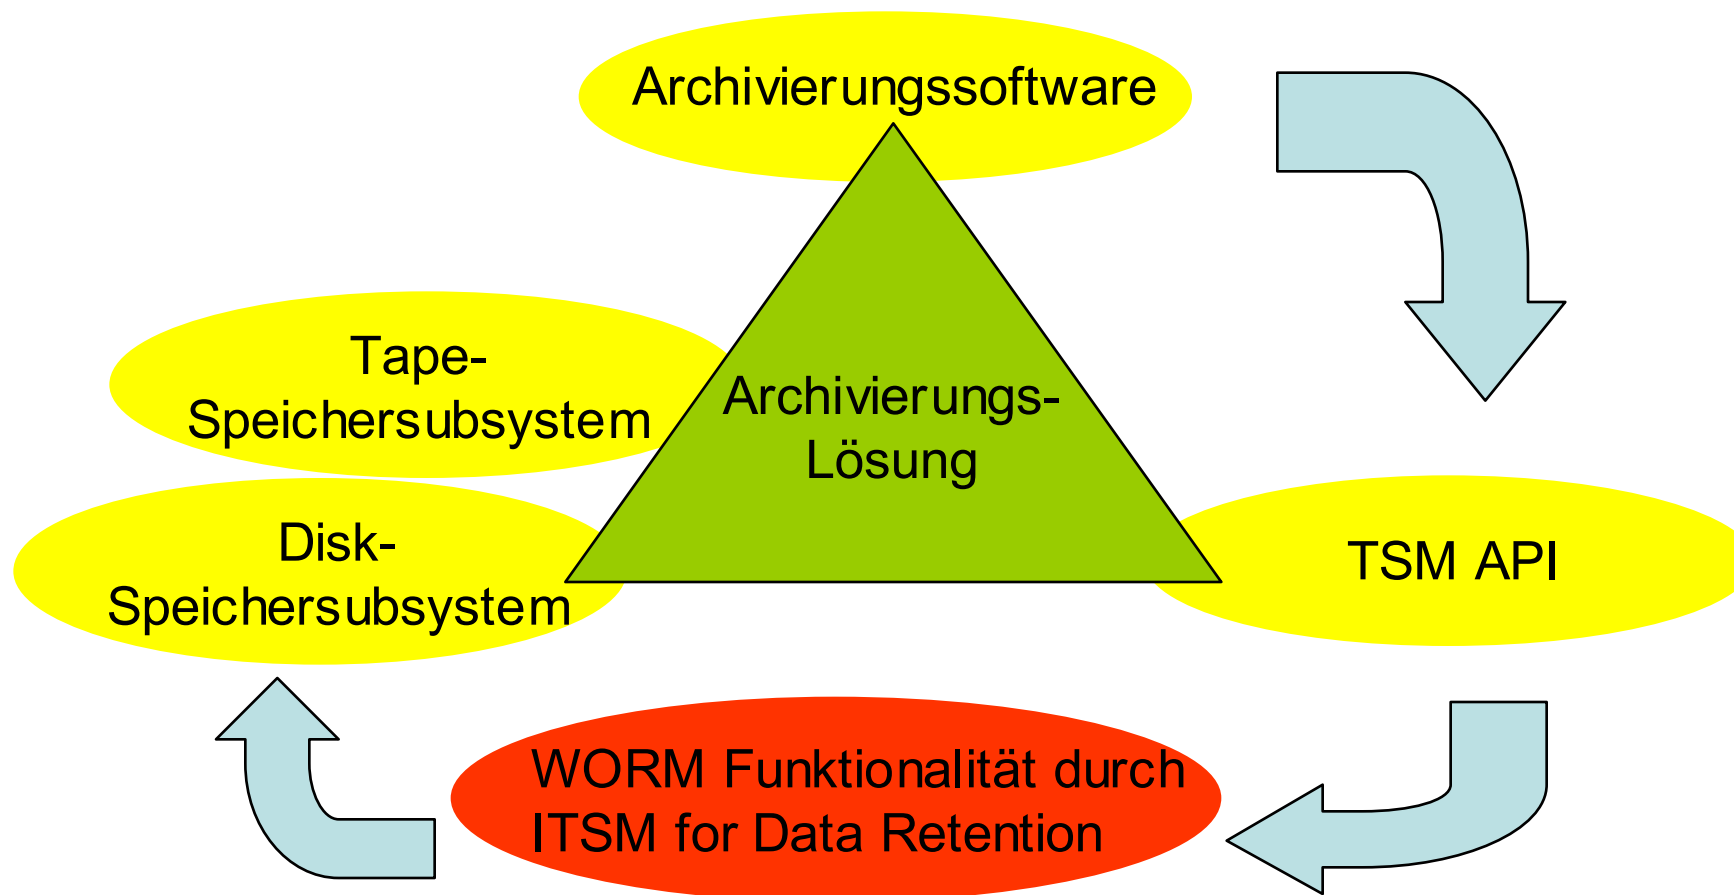 Archivierungssoftware
Tape-
Speichersubsystem
Archivierungs-
Lösung
Disk-
Speichersubsystem
TSM API
WORM Funktionalität durch
ITSM for Data Retention